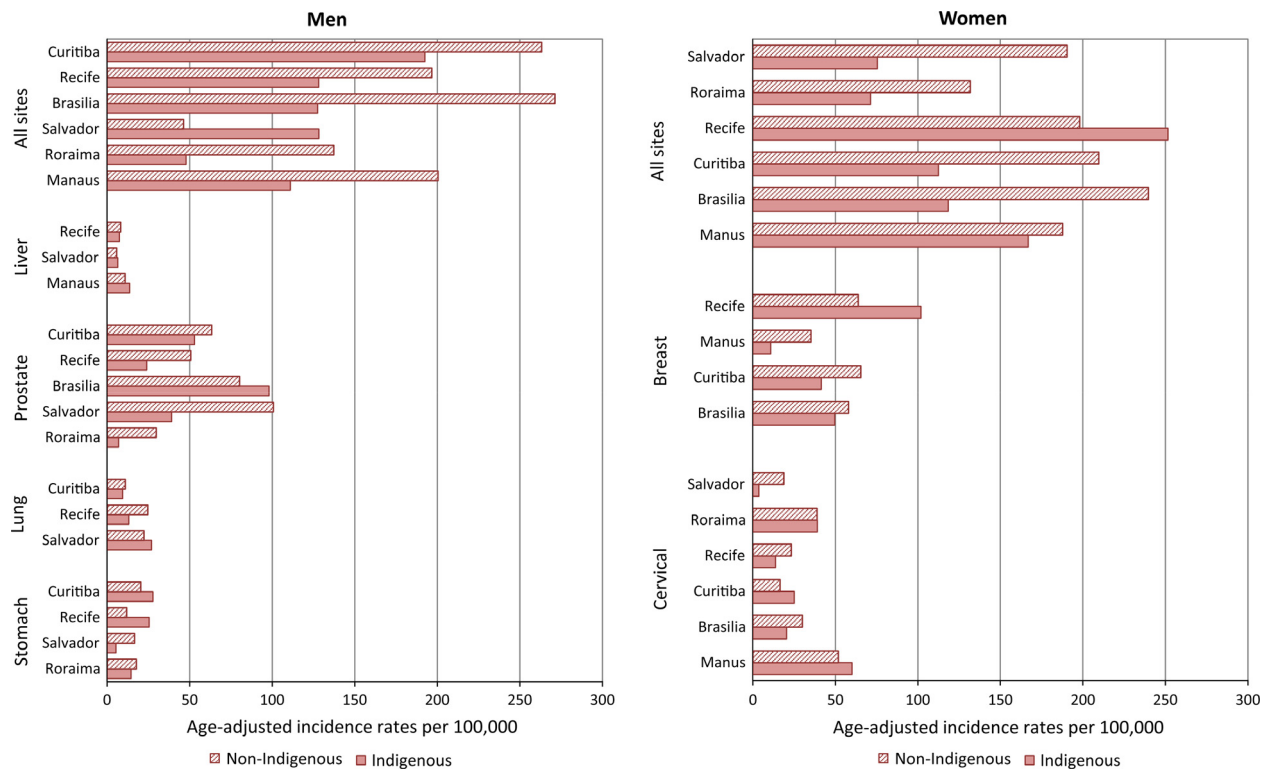 Men
All sites
Curitiba
Recife
Brasilia
Salvador
Roraima
Manaus
Liver
Recife
Salvador
Manaus
Prostate
Curitiba
Recife
Brasilia
Salvador
Roraima
Lung
Curitiba
Recife
Salvador
Stomach
Curitiba
Recife
Salvador
Roraima
0 50 100 150 200 250 300
Age-adjusted incidence rates per 100,000
Non-Indigenous Indigenous
Women
All sites
Salvador
Roraima
Recife
Curitiba
Brasilia
Manus
Breast
Recife
Manus
Curitiba
Brasilia
Cervical
Salvador
Roraima
Recife
Curitiba
Brasilia
Manus
0 50 100 150 200 250 300
Age-adjusted incidence rates per 100,000
Non-Indigenous Indigenous